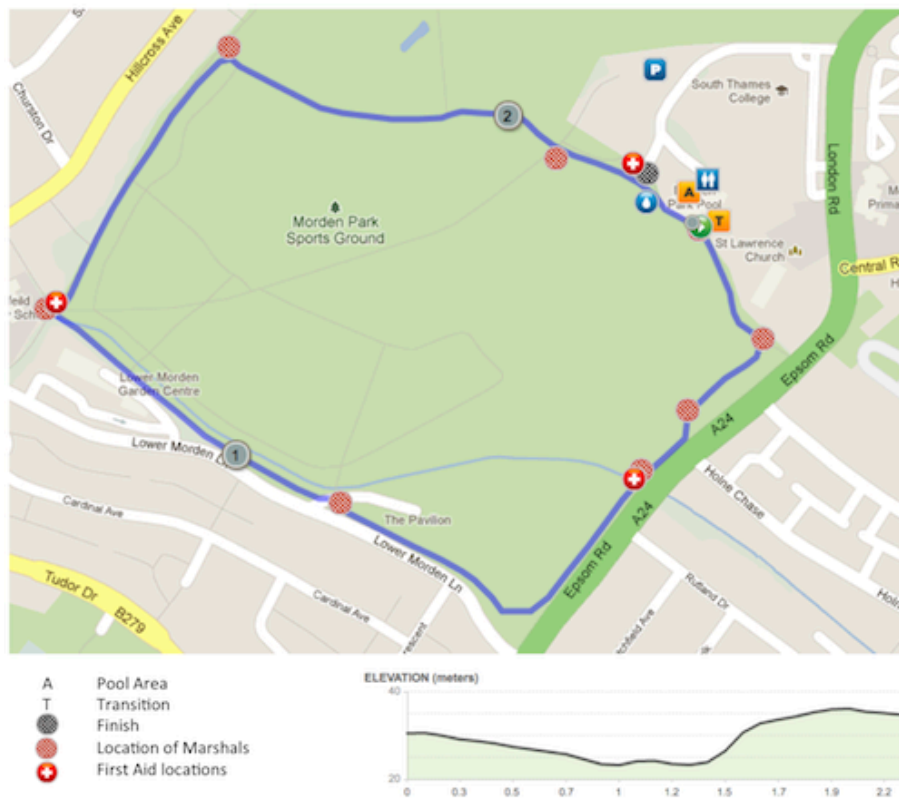 Hillcross Ave
Churston Dr
P
South Thames
College
2
London Rd
A
Park Pool
T
St Lawrence
Church
Central R
Prima
Morden Park
Sports Ground
Epsom Rd
Lower Morden
Garden Centre
A24
1
Lower Morden
The Pavilion
Holne Chase
A24
Cardinal Ave
Lower Morden Ln
Epsom Rd
Rutland Dr
Tudor Dr
B279
Cardinal Ave
A Pool Area
T Transition
Finish
Location of Marshals
First Aid locations
ELEVATION (meters)
40
20
0 0.3 0.5 0.7 1 1.2 1.5 1.7 1.9 2.2